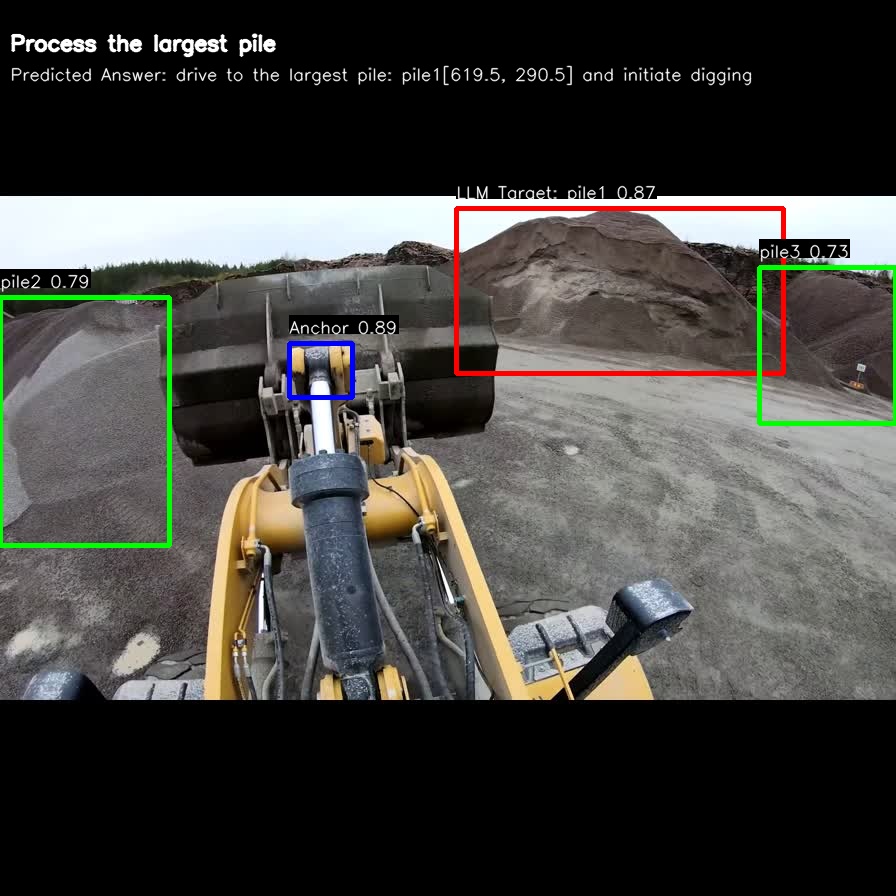 Process the largest pile
Predicted Answer: drive to the largest pile: pile1[619.5, 290.5] and initiate digging
LLM Target: pile1 0.87
pile3 0.73
pile2 0.79
Anchor 0.89